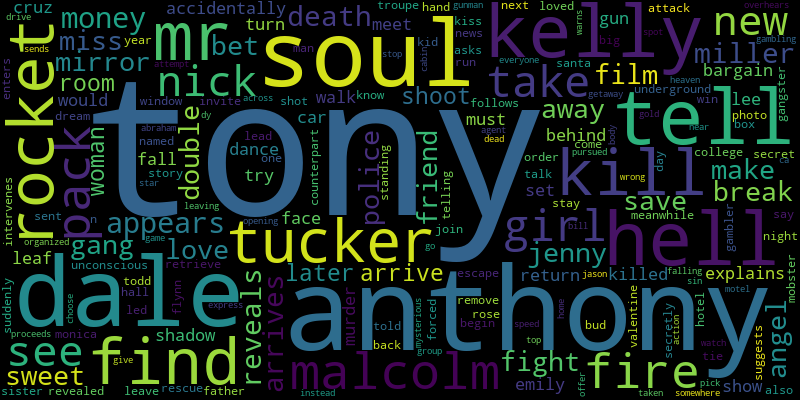 cruz
money
accidentally
death
troupe
hand
gunman
kelly
attack
new
overhears
drive
mr
turn
meet
kiss
next
loved
gambling
sends
miss
year
bet
soul
news
asks
gun
big
spot
warns
miller
mirror
man
kid
run
take
film
santa
room
nick
attempt
stop
cabin
everyone
bargain
gangster
enters
rocket
would
window
invite
walk
know
shoot
underground
win
dream
across
shot
follows
away
lee
photo
tell
abraham
dy
car
must
box
pack
woman
named
lead
double
tony
police
friend
agent
dead
behind
gold
near
heaven
getaway
fall
dance
counterpart
standing
order
come
pursued
body
college
secret
story
one
try
telling
talk
kill
wrong
day
make
star
set
ca
intervenes
sent
n
leaving
face
stay
save
break
opening
join
girl
bill
meanwhile
say
organized
appears
tucker
go
jenny
gambler
night
leaf
gang
love
later
arrive
return
killed
hell
explains
unconscious
retrieve
game
reveals
arrives
murder
escape
jason
falling
sin
mobster
suddenly
todd
hall
flynn
express
dale
anthony
remove
rose
home
hotel
motel
choose
led
shadow
told
mysterious
forced
begin
speed
bud
valentine
secretly
action
watch
angel
proceeds
monica
back
group
top
tie
suggests
see
find
give
malcolm
fight
fire
sweet
rescue
emily
offer
show
pick
sister
revealed
leave
father
instead
taken
somewhere
also